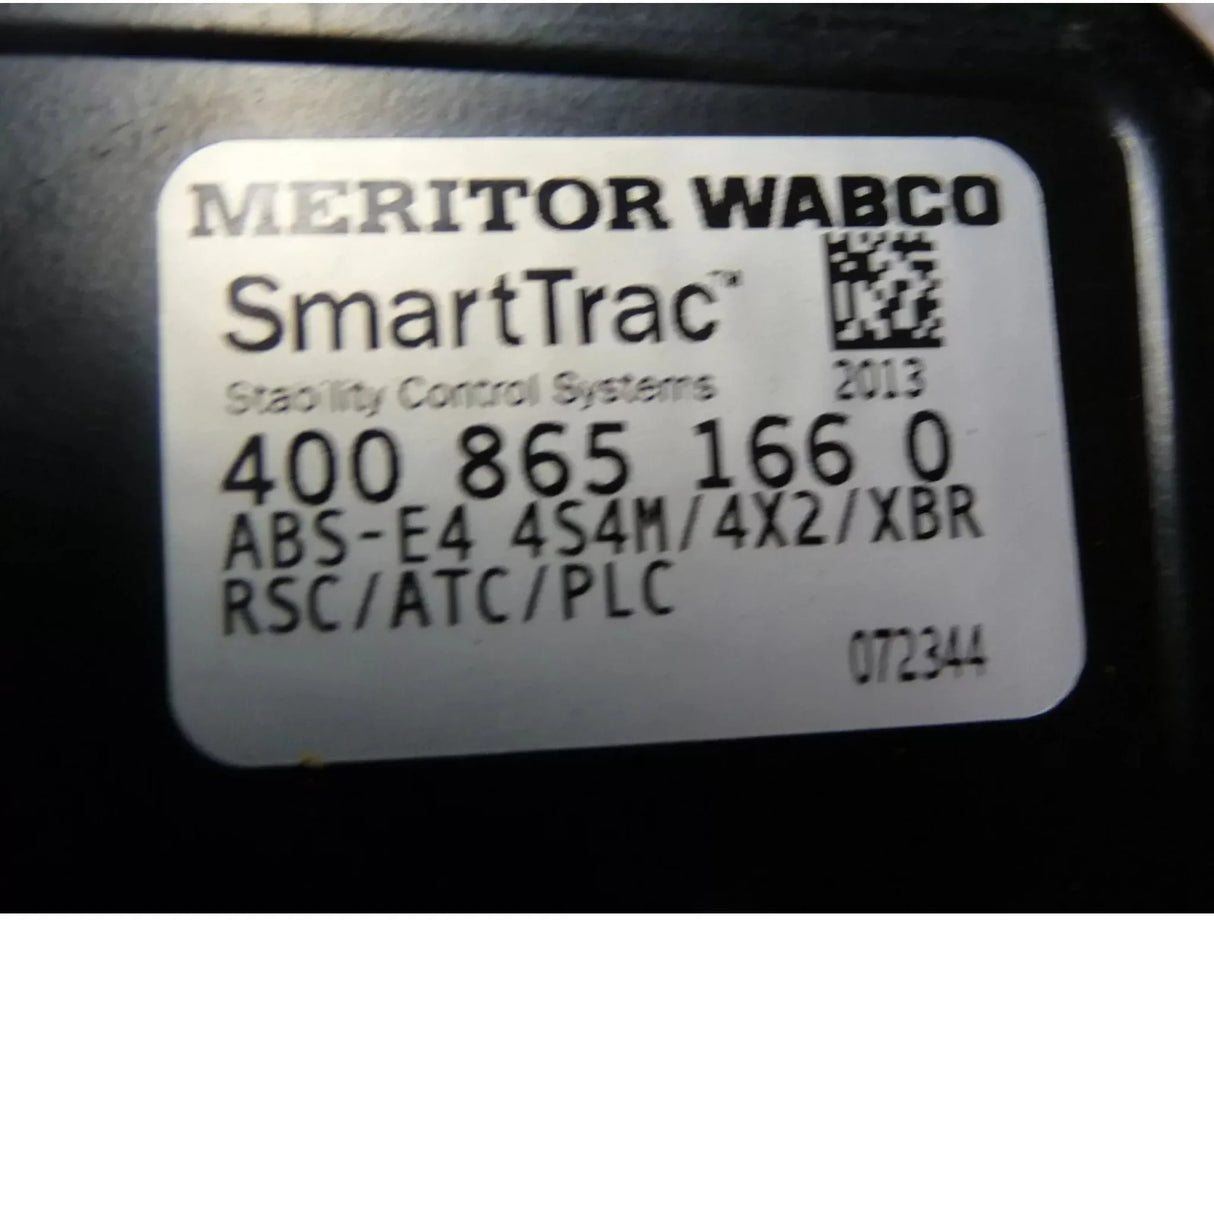 MERITOR WABCO
SmartTrac™
Stability Control Systems
2013
400 865 166 0
ABS-E4 4S4M/4X2/XBR
RSC/ATC/PLC
072344